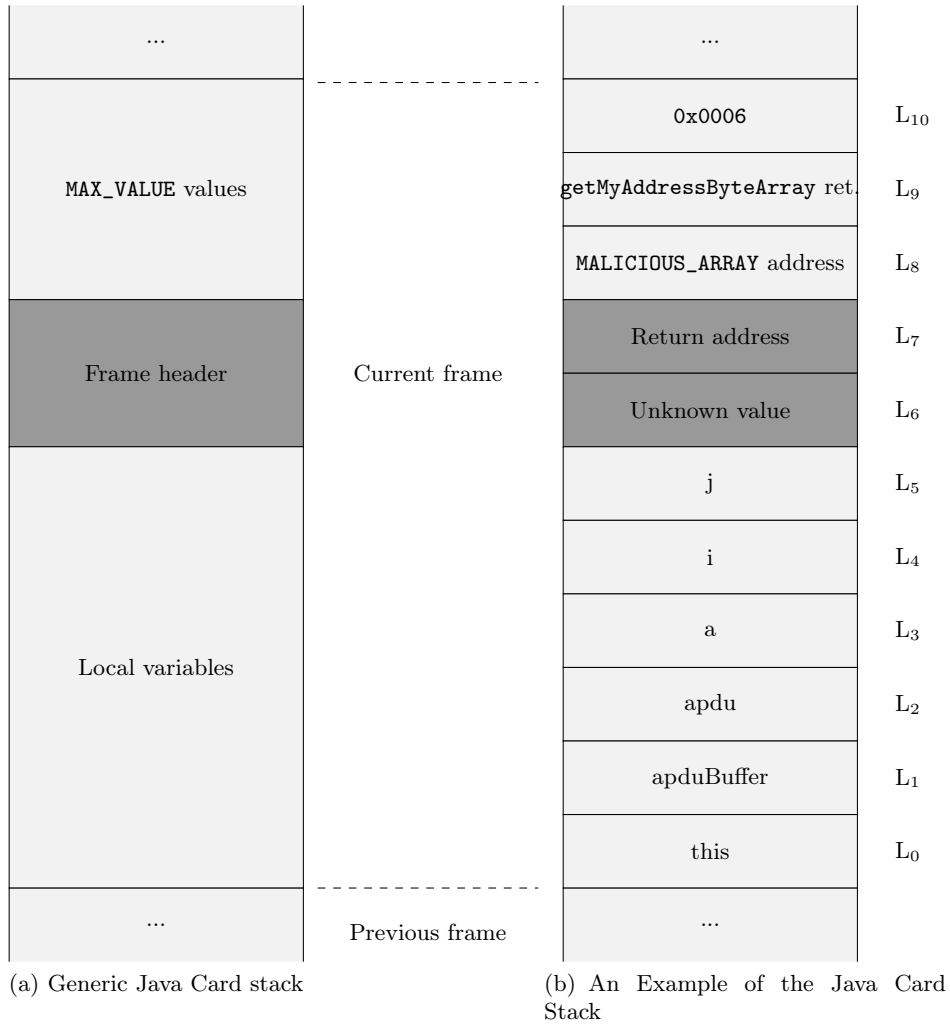 ...
MAX_VALUE values
Frame header
Local variables
...
Current frame
Previous frame
(a) Generic Java Card stack
...
0x0006 L10
getMyAddressByteArray ret. L9
MALICIOUS_ARRAY address L8
Return address L7
Unknown value L6
j L5
i L4
a L3
apdu L2
apduBuffer L1
this L0
...
(b) An Example of the Java Card
Stack